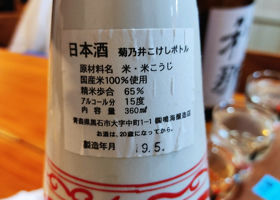 日本酒 菊乃井こけしボトル
原材料名 米・米こうじ
国産米100%使用
精米歩合 65%
アルコール分 15度
内容量 360㎖
青森県黒石市大字中町1-1 ㈱鳴海醸造店
お酒は、20歳になってから。
製造年月 19.5.